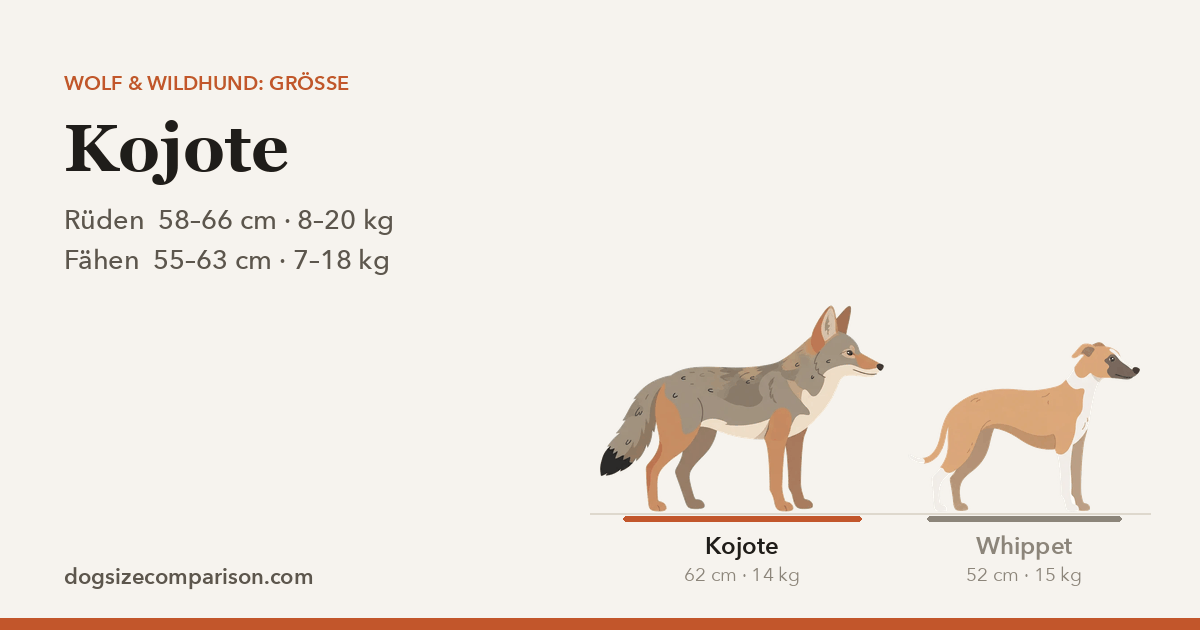 WOLF & WILDHUND: GRÖSSE
Kojote
Rüden 58–66 cm · 8–20 kg
Fähen 55–63 cm · 7–18 kg
Kojote
62 cm · 14 kg
Whippet
52 cm · 15 kg
dogsizecomparison.com